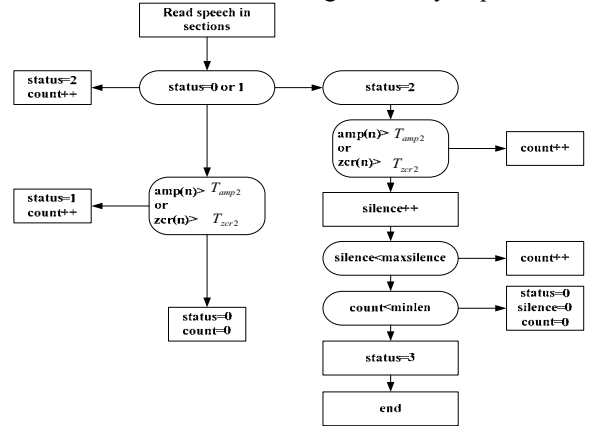 Read speech in
sections
status=2
count++
status=0 or 1
status=2
amp(n)> Tamp2
or
zcr(n)> Tzcr2
count++
status=1
count++
amp(n)> Tamp2
or
zcr(n)> Tzcr2
silence++
silence<maxsilence
count++
status=0
count=0
count<minlen
status=0
silence=0
count=0
status=3
end